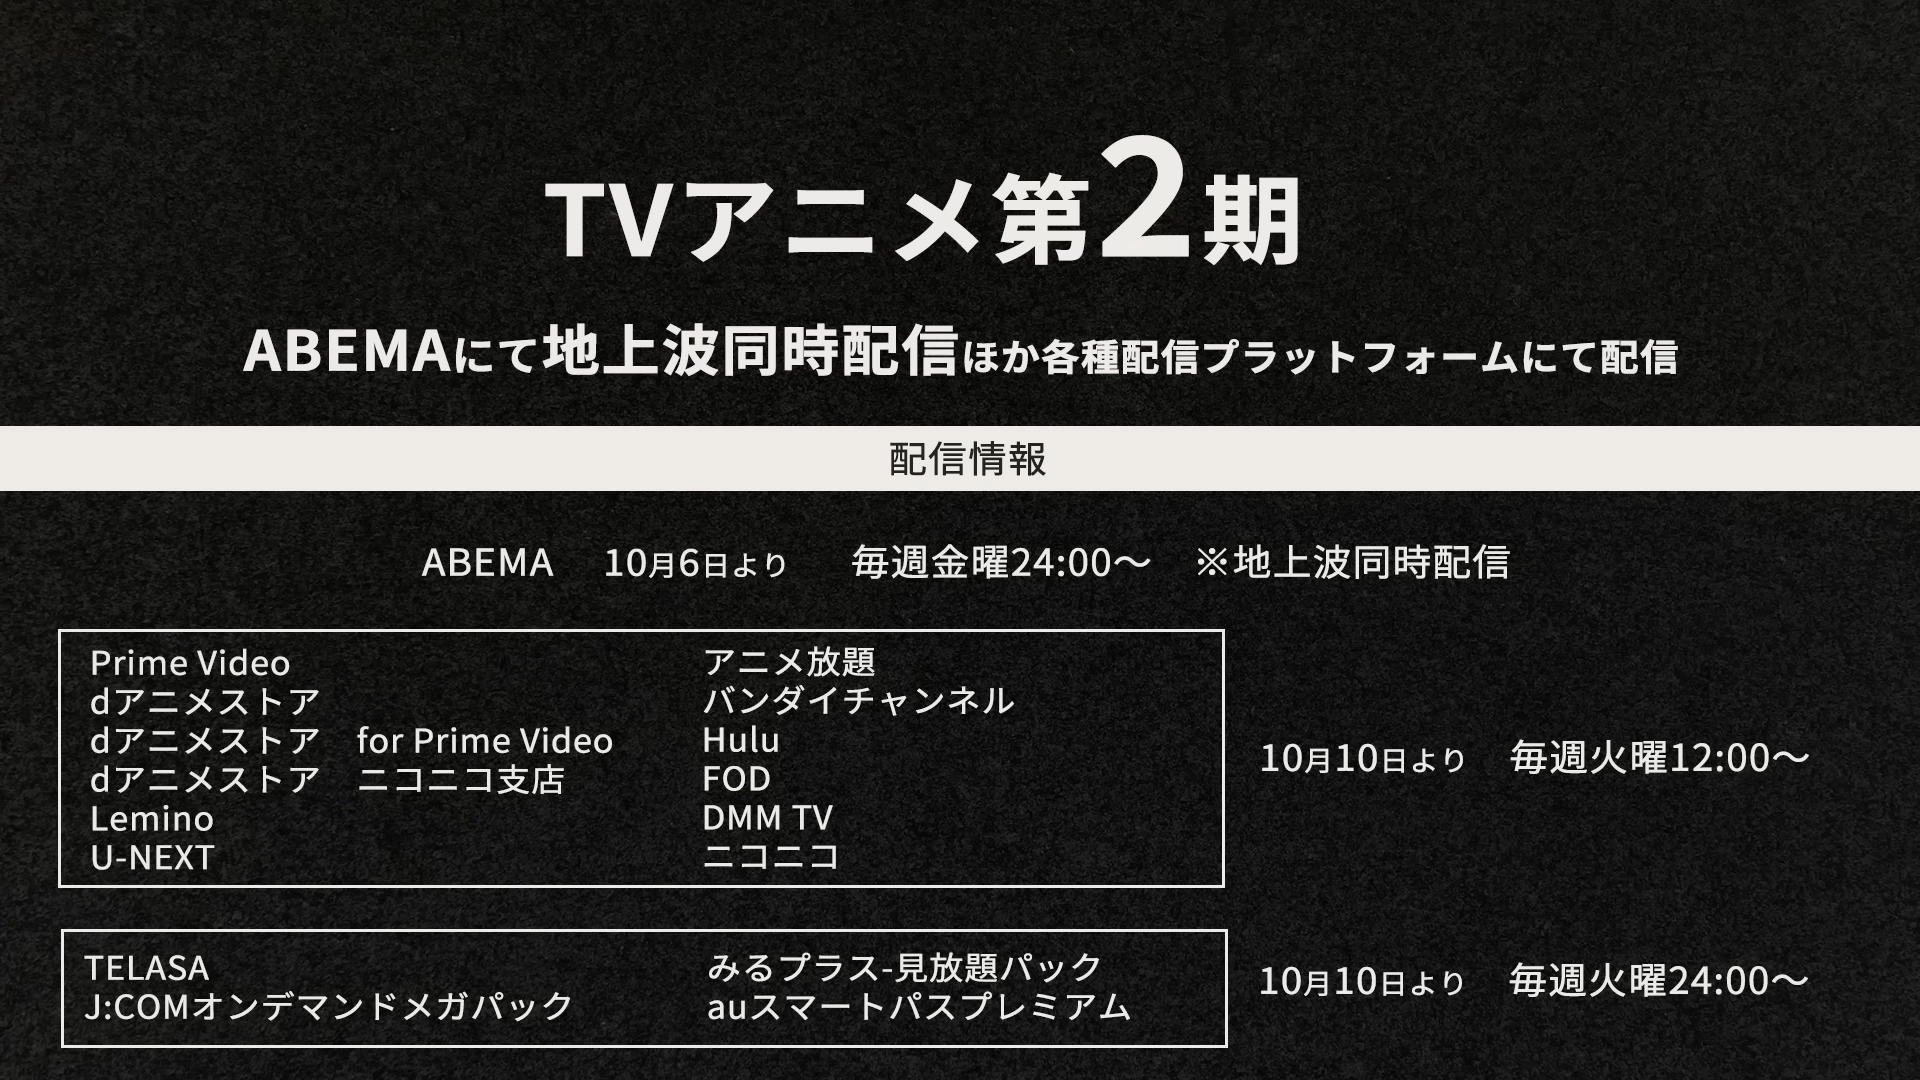 TVアニメ第2期
ABEMAにて地上波同時配信ほか各種配信プラットフォームにて配信
配信情報
ABEMA 10月6日より 毎週金曜24:00～ ※地上波同時配信
Prime Video
dアニメストア
dアニメストア for Prime Video
dアニメストア ニコニコ支店
Lemino
U-NEXT
アニメ放題
バンダイチャンネル
Hulu
FOD
DMM TV
ニコニコ
10月10日より 毎週火曜12:00～
TELASA
J:COMオンデマンドメガパック
みるプラス-見放題パック
auスマートパスプレミアム
10月10日より 毎週火曜24:00～